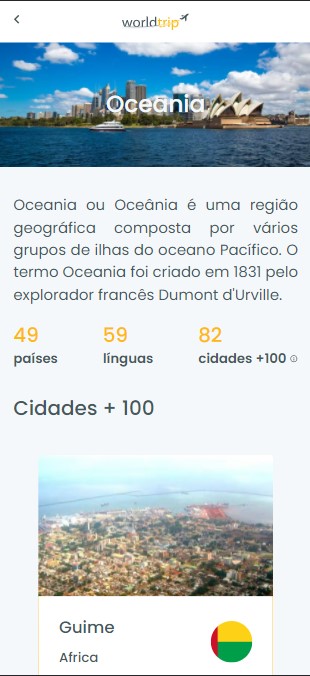 worldtrip
Oceânia
Oceania ou Oceânia é uma região
geográfica composta por vários
grupos de ilhas do oceano Pacífico. O
termo Oceania foi criado em 1831 pelo
explorador francês Dumont d'Urville.
49 59 82
países línguas cidades +100
Cidades + 100
Guime
Africa